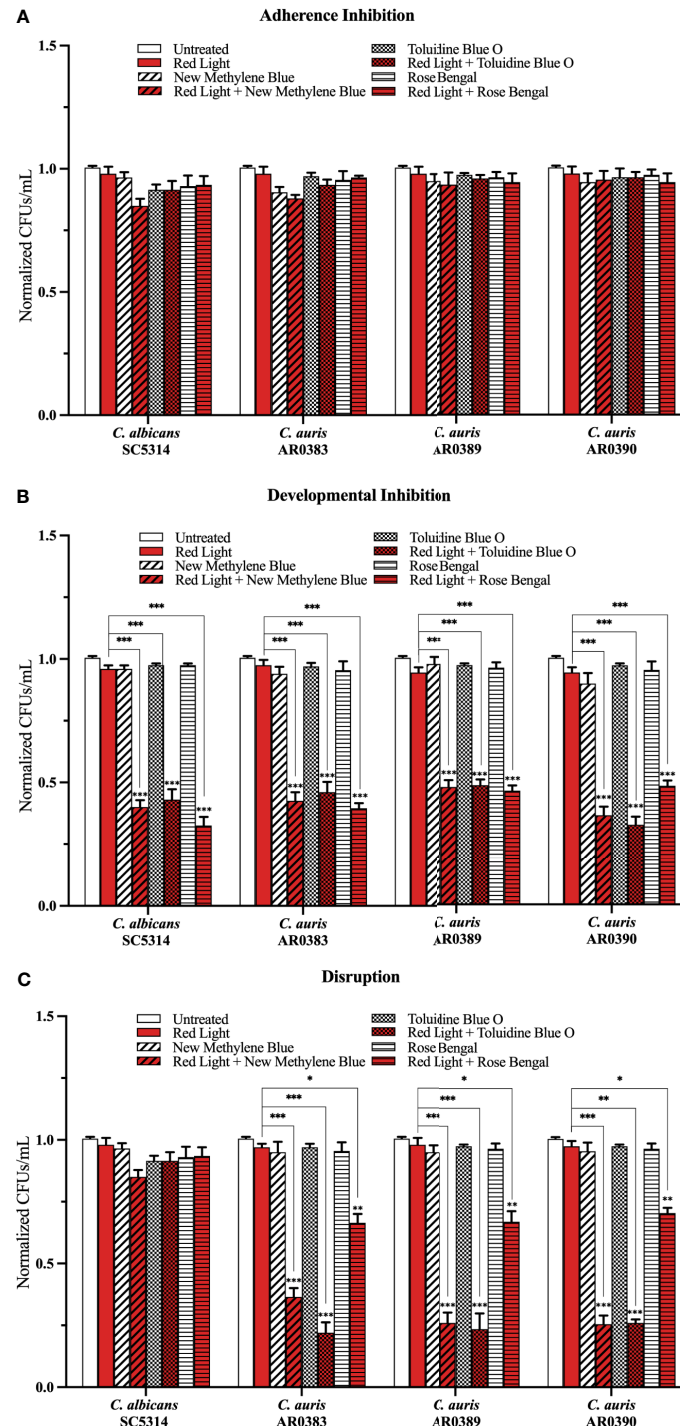 A
Adherence Inhibition
1.5
Untreated
Red Light
New Methylene Blue
Red Light + New Methylene Blue
Toluidine Blue O
Red Light + Toluidine Blue O
Rose Bengal
Red Light + Rose Bengal
Normalized CFUs/mL
1.0
0.5
0.0
C. albicans
SC5314
C. auris
AR0383
C. auris
AR0389
C. auris
AR0390
B
Developmental Inhibition
1.5
Untreated
Red Light
New Methylene Blue
Red Light + New Methylene Blue
Toluidine Blue O
Red Light + Toluidine Blue O
Rose Bengal
Red Light + Rose Bengal
Normalized CFUs/mL
*** *** *** ***
*** *** *** ***
*** *** *** ***
1.0
0.5
*** *** *** *** *** *** *** *** *** *** *** ***
0.0
C. albicans
SC5314
C. auris
AR0383
C. auris
AR0389
C. auris
AR0390
C
Disruption
1.5
Untreated
Red Light
New Methylene Blue
Red Light + New Methylene Blue
Toluidine Blue O
Red Light + Toluidine Blue O
Rose Bengal
Red Light + Rose Bengal
Normalized CFUs/mL
* * *
*** *** **
*** *** ***
1.0
** ** **
0.5
*** *** *** *** *** ***
0.0
C. albicans
SC5314
C. auris
AR0383
C. auris
AR0389
C. auris
AR0390